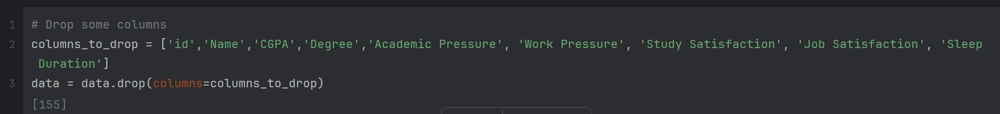 1 # Drop some columns
2 columns_to_drop = ['id','Name','CGPA','Degree','Academic Pressure', 'Work Pressure', 'Study Satisfaction', 'Job Satisfaction', 'Sleep
Duration']
3 data = data.drop(columns=columns_to_drop)
[155]